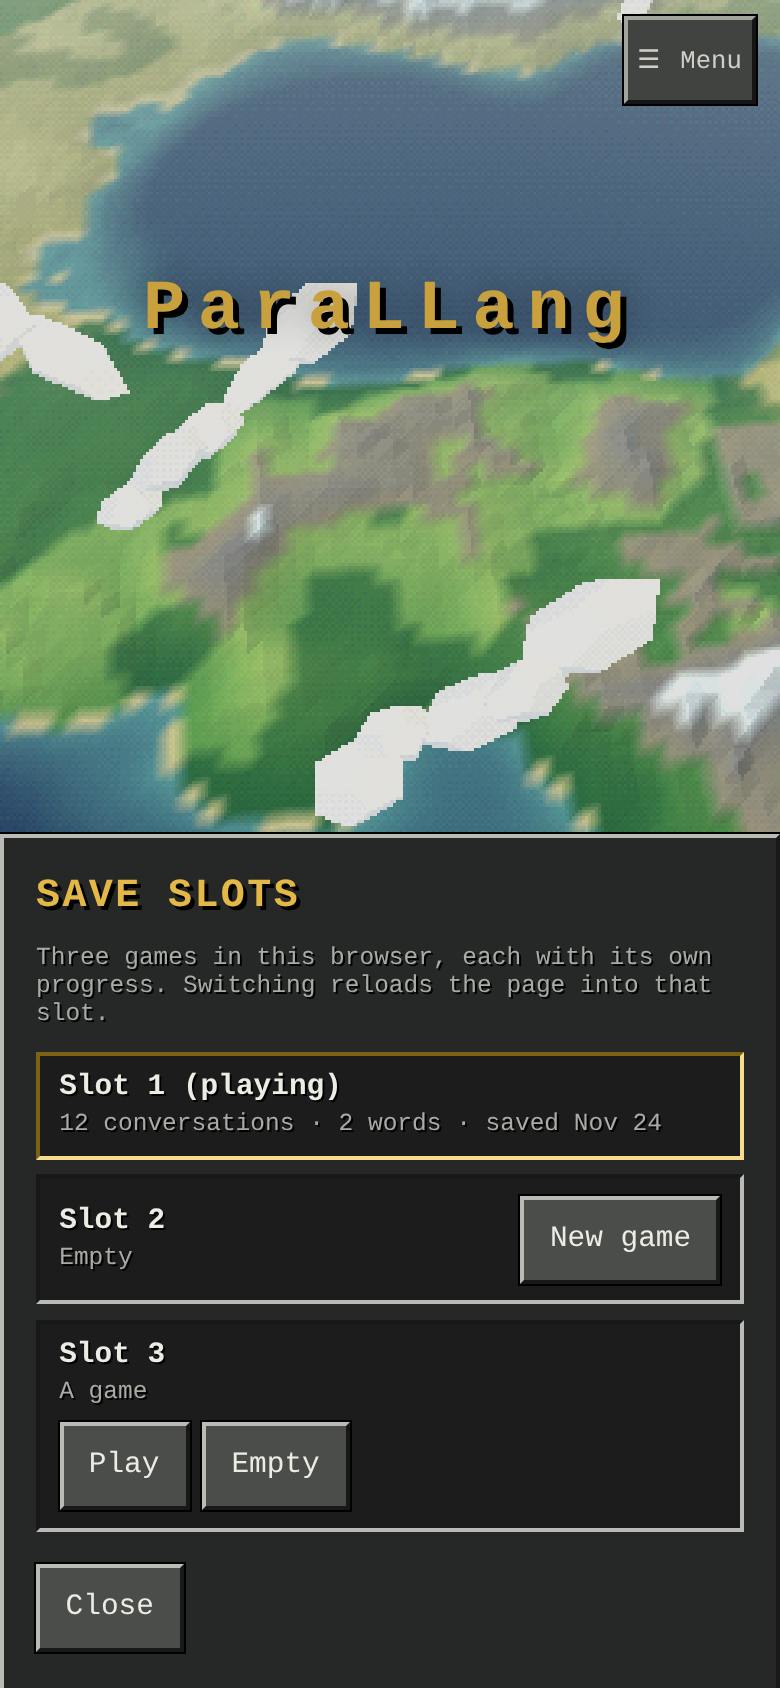 ☰ Menu
ParaLLang
SAVE SLOTS
Three games in this browser, each with its own
progress. Switching reloads the page into that
slot.
Slot 1 (playing)
12 conversations · 2 words · saved Nov 24
Slot 2
Empty
New game
Slot 3
A game
Play Empty
Close